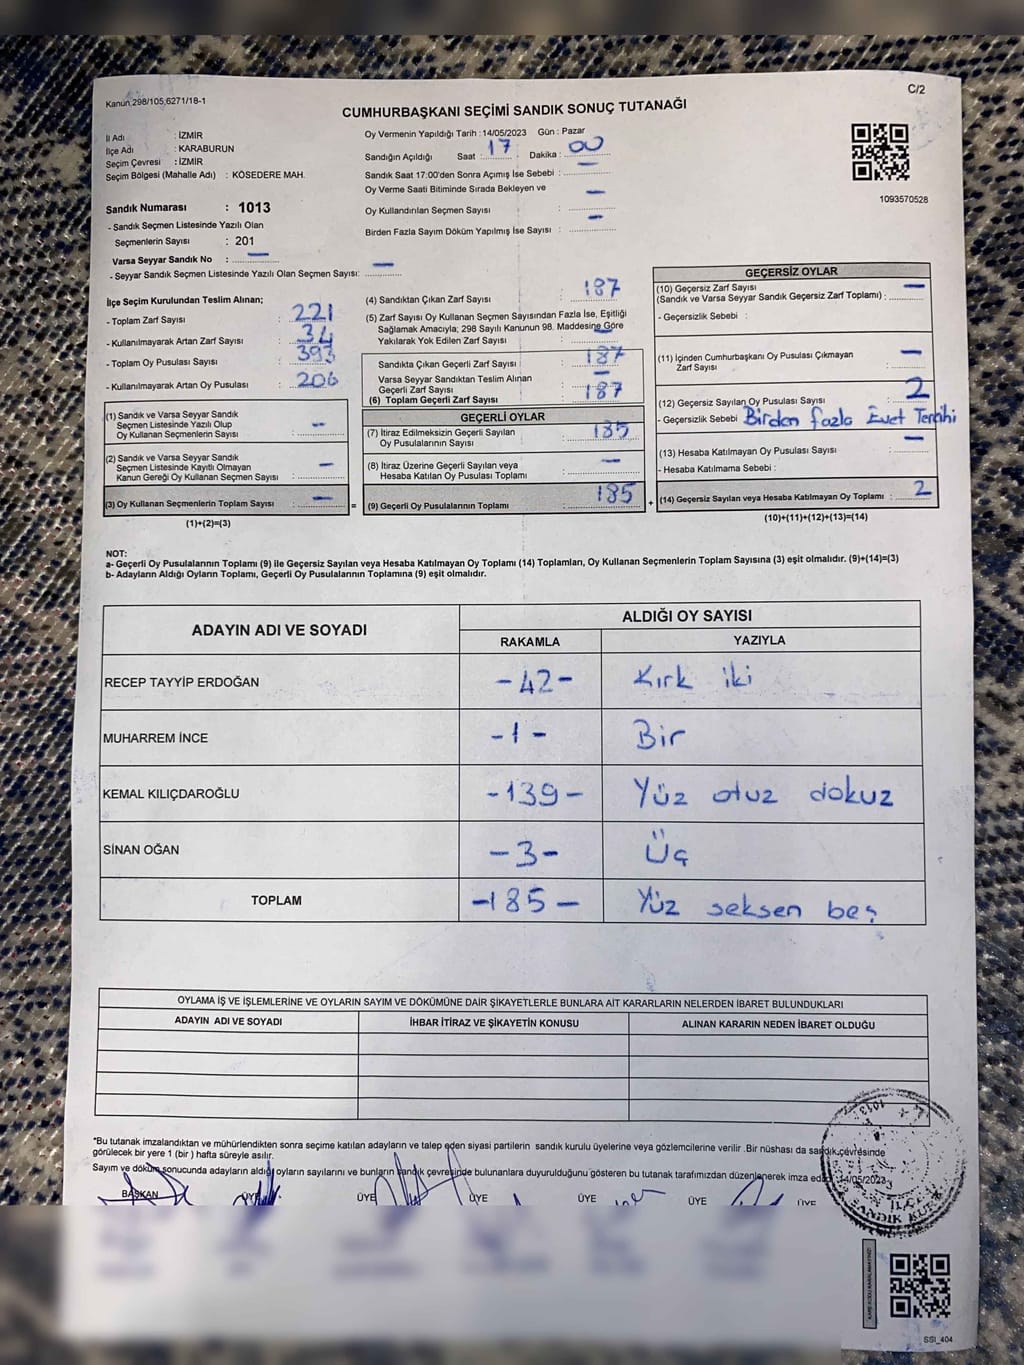 Kanun 298/105,6271/18-1
C/2
CUMHURBAŞKANI SEÇİMİ SANDIK SONUÇ TUTANAĞI
İl Adı : İZMİR
İlçe Adı : KARABURUN
Seçim Çevresi : İZMİR
Seçim Bölgesi (Mahalle Adı) : KÖSEDERE MAH.
Sandık Numarası : 1013
- Sandık Seçmen Listesinde Yazılı Olan
Seçmenlerin Sayısı : 201
Varsa Seyyar Sandık No : —
- Seyyar Sandık Seçmen Listesinde Yazılı Olan Seçmen Sayısı: —
Oy Vermenin Yapıldığı Tarih : 14/05/2023 Gün : Pazar
Sandığın Açıldığı Saat : 17 Dakika : 00
Sandık Saat 17:00'den Sonra Açımış İse Sebebi : —
Oy Verme Saati Bitiminde Sırada Bekleyen ve
Oy Kullandırılan Seçmen Sayısı : —
Birden Fazla Sayım Döküm Yapılmış İse Sayısı : —
1093570528
İlçe Seçim Kurulundan Teslim Alınan;
- Toplam Zarf Sayısı : 221
- Kullanılmayarak Artan Zarf Sayısı : 34
- Toplam Oy Pusulası Sayısı : 393
- Kullanılmayarak Artan Oy Pusulası : 206
(1) Sandık ve Varsa Seyyar Sandık
Seçmen Listesinde Yazılı Olup
Oy Kullanan Seçmenlerin Sayısı : —
(2) Sandık ve Varsa Seyyar Sandık
Seçmen Listesinde Kayıtlı Olmayan
Kanun Gereği Oy Kullanan Seçmen Sayısı : —
(3) Oy Kullanan Seçmenlerin Toplam Sayısı : — =
(1)+(2)=(3)
(4) Sandıktan Çıkan Zarf Sayısı : 187
(5) Zarf Sayısı Oy Kullanan Seçmen Sayısından Fazla İse, Eşitliği
Sağlamak Amacıyla; 298 Sayılı Kanunun 98. Maddesine Göre
Yakılarak Yok Edilen Zarf Sayısı : —
Sandıkta Çıkan Geçerli Zarf Sayısı : 187
Varsa Seyyar Sandıktan Teslim Alınan
Geçerli Zarf Sayısı : —
(6) Toplam Geçerli Zarf Sayısı : 187
GEÇERLİ OYLAR
(7) İtiraz Edilmeksizin Geçerli Sayılan
Oy Pusulalarının Sayısı : 185
(8) İtiraz Üzerine Geçerli Sayılan veya
Hesaba Katılan Oy Pusulası Toplamı : —
(9) Geçerli Oy Pusulalarının Toplamı : 185 +
GEÇERSİZ OYLAR
(10) Geçersiz Zarf Sayısı
(Sandık ve Varsa Seyyar Sandık Geçersiz Zarf Toplamı) : —
- Geçersizlik Sebebi :
(11) İçinden Cumhurbaşkanı Oy Pusulası Çıkmayan
Zarf Sayısı : —
(12) Geçersiz Sayılan Oy Pusulası Sayısı : 2
- Geçersizlik Sebebi Birden fazla Evet Tercihi
(13) Hesaba Katılmayan Oy Pusulası Sayısı : —
- Hesaba Katılmama Sebebi :
(14) Geçersiz Sayılan veya Hesaba Katılmayan Oy Toplamı : 2
(10)+(11)+(12)+(13)=(14)
NOT:
a- Geçerli Oy Pusulalarının Toplamı (9) ile Geçersiz Sayılan veya Hesaba Katılmayan Oy Toplamı (14) Toplamları, Oy Kullanan Seçmenlerin Toplam Sayısına (3) eşit olmalıdır. (9)+(14)=(3)
b- Adayların Aldığı Oyların Toplamı, Geçerli Oy Pusulalarının Toplamına (9) eşit olmalıdır.
ADAYIN ADI VE SOYADI
ALDIĞI OY SAYISI
RAKAMLA YAZIYLA
RECEP TAYYİP ERDOĞAN -42- Kırk iki
MUHARREM İNCE -1- Bir
KEMAL KILIÇDAROĞLU -139- Yüz otuz dokuz
SİNAN OĞAN -3- Üç
TOPLAM -185- Yüz seksen beş
OYLAMA İŞ VE İŞLEMLERİNE VE OYLARIN SAYIM VE DÖKÜMÜNE DAİR ŞİKAYETLERLE BUNLARA AİT KARARLARIN NELERDEN İBARET BULUNDUKLARI
ADAYIN ADI VE SOYADI İHBAR İTİRAZ VE ŞİKAYETİN KONUSU ALINAN KARARIN NEDEN İBARET OLDUĞU
*Bu tutanak imzalandıktan ve mühürlendikten sonra seçime katılan adayların ve talep eden siyasi partilerin sandık kurulu üyelerine veya gözlemcilerine verilir. Bir nüshası da sandık çevresinde
görülecek bir yere 1 (bir) hafta süreyle asılır.
Sayım ve döküm sonucunda adayların aldığı oyların sayılarını ve bunların sandık çevresinde bulunanlara duyurulduğunu gösteren bu tutanak tarafımızdan düzenlenerek imza 14/05/2023
BAŞKAN ÜYE ÜYE ÜYE ÜYE ÜYE ÜYE
1013
SANDIK KURULU
SSI_404